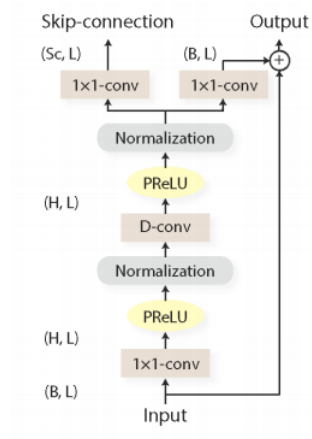 Skip-connection Output
(Sc, L) (B, L)
1×1-conv 1×1-conv +
Normalization
PReLU
(H, L)
D-conv
Normalization
PReLU
(H, L)
1×1-conv
(B, L)
Input